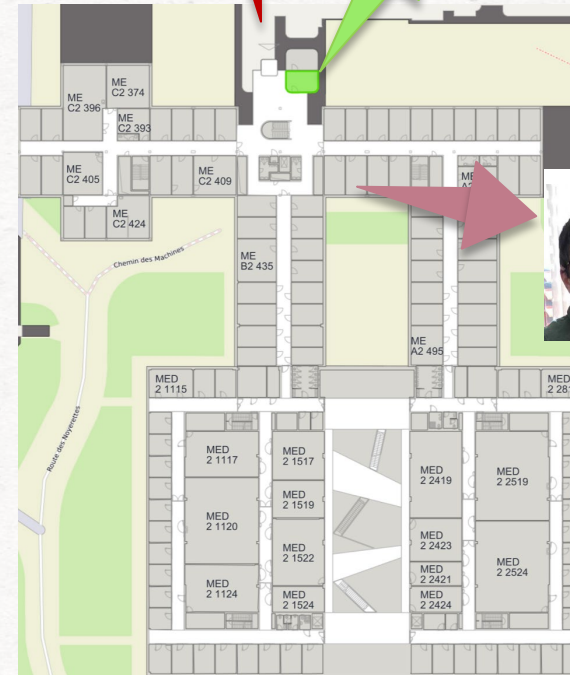 ME
C2 396
ME
C2 374
ME
C2 393
ME
C2 405
ME
C2 409
ME
ME
C2 424
Chemin des Machines
ME
B2 435
ME
A2 495
MED
2 1115
MED
Route des Noyerettes
MED
2 1117
MED
2 1517
MED
2 2419
MED
2 2519
MED
2 1519
MED
2 1120
MED
2 1522
MED
2 2423
MED
2 2524
MED
2 2421
MED
2 1124
MED
2 1524
MED
2 2424